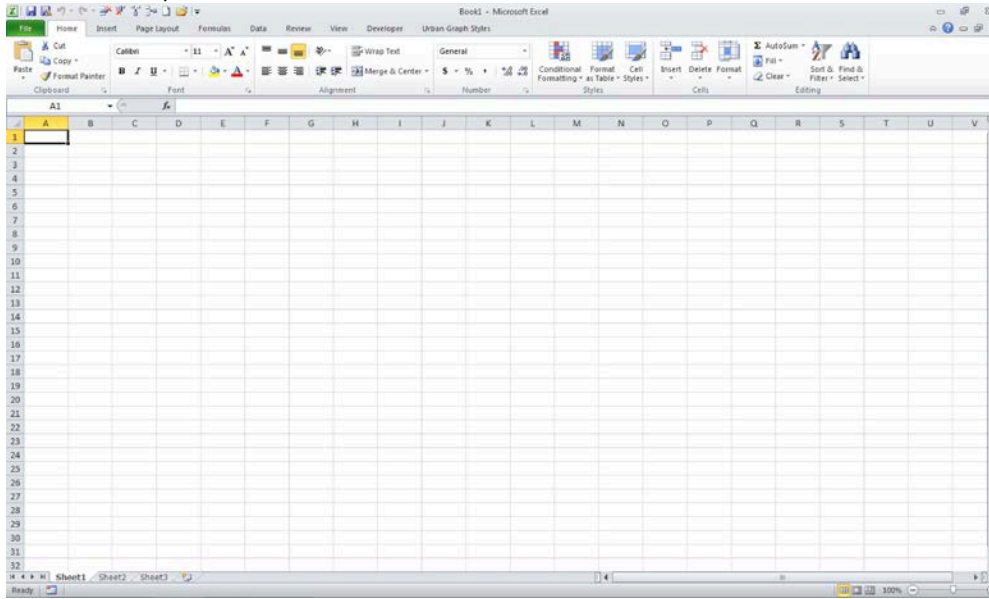 Book1 - Microsoft Excel
File Home Insert Page Layout Formulas Data Review View Developer Urban Graph Styles
Paste Cut Copy Format Painter Clipboard
Calibri 11 B I U Font
Wrap Text Merge & Center Alignment
General $ % , Number
Conditional Formatting Format as Table Cell Styles Styles
Insert Delete Format Cells
Σ AutoSum Fill Clear Sort & Filter Find & Select Editing
A1 fx
A B C D E F G H I J K L M N O P Q R S T U V
1
2
3
4
5
6
7
8
9
10
11
12
13
14
15
16
17
18
19
20
21
22
23
24
25
26
27
28
29
30
31
32
Sheet1 Sheet2 Sheet3
Ready 100%